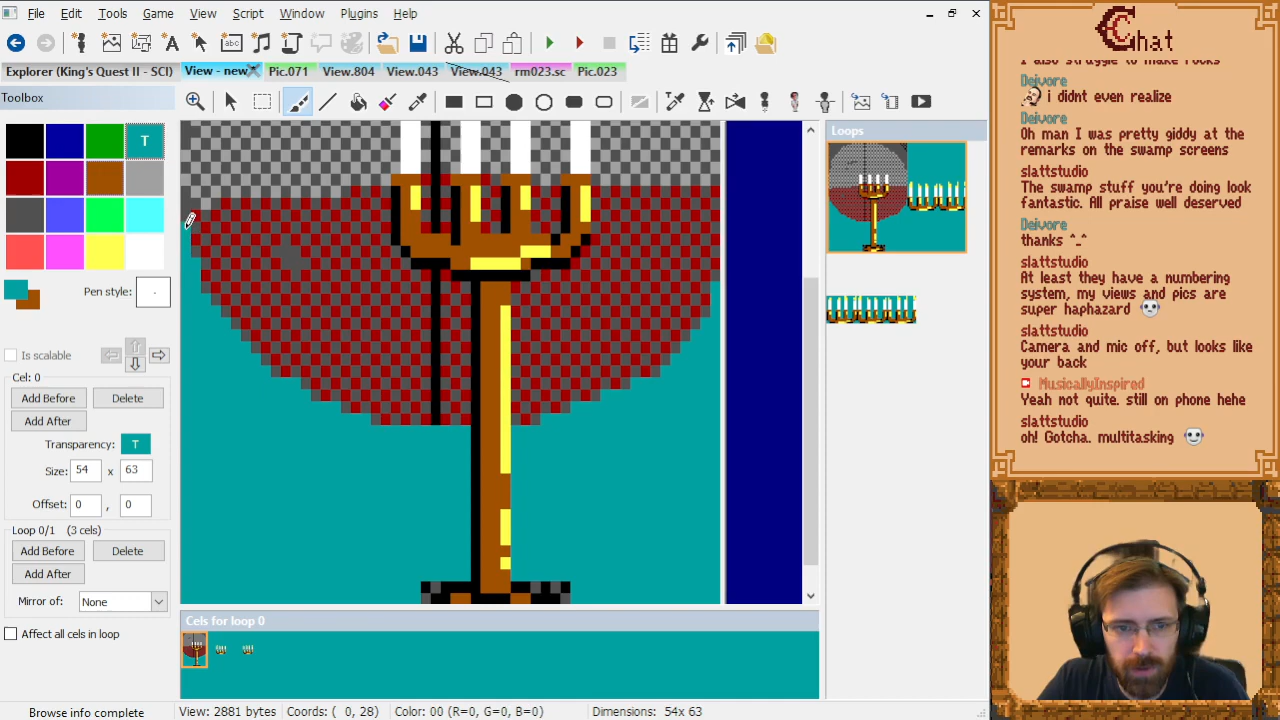 File Edit Tools Game View Script Window Plugins Help
Explorer (King's Quest II - SCI) View - new Pic.071 View.804 View.043 View.043 rm023.sc Pic.023
Toolbox
T
Pen style:
Is scalable
Cel: 0
Add Before Delete
Add After
Transparency: T
Size: 54 x 63
Offset: 0 , 0
Loop 0/1 (3 cels)
Add Before Delete
Add After
Mirror of: None
Affect all cels in loop
Browse info complete
Loops
Cels for loop 0
View: 2881 bytes
( 0, 28)
Color: 00 (R=0, G=0, B=0)
Dimensions: 54x 63
Chat
I also struggle to make rocks
Deivore
i didnt even realize
Deivore
Oh man I was pretty giddy at the
remarks on the swamp screens
slattstudio
The swamp stuff you're doing look
fantastic. All praise well deserved
Deivore
thanks ^_^
slattstudio
At least they have a numbering
system, my views and pics are
super haphazard
slattstudio
Camera and mic off, but looks like
your back
MusicallyInspired
Yeah not quite. still on phone hehe
slattstudio
oh! Gotcha. multitasking